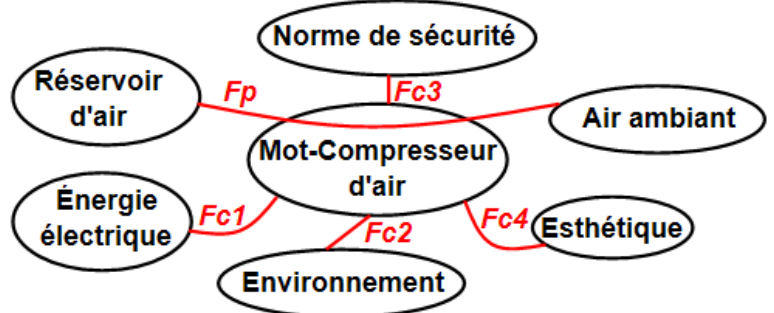 Norme de sécurité
Réservoir
d'air
Fp
Fc3
Air ambiant
Mot-Compresseur
d'air
Énergie
électrique
Fc1
Fc2
Fc4
Esthétique
Environnement